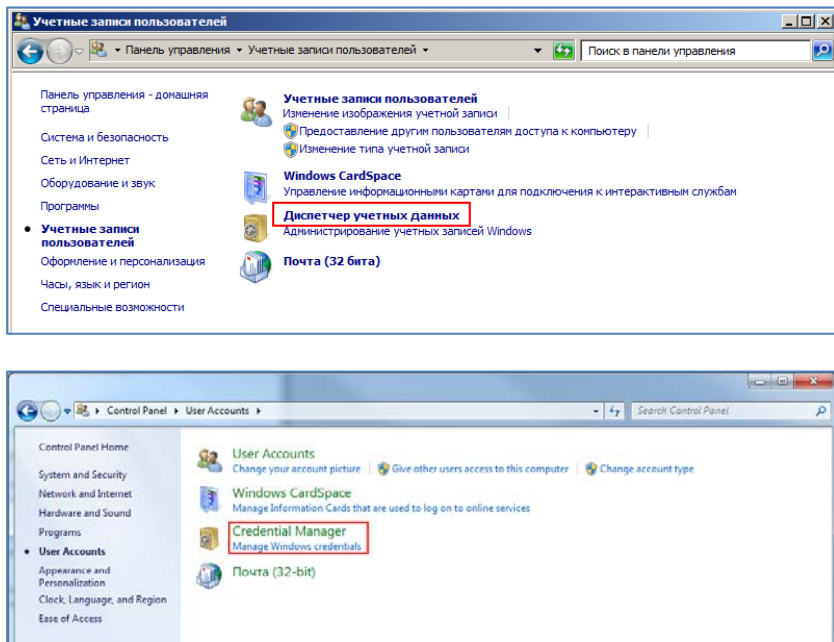 Учетные записи пользователей
Панель управления Учетные записи пользователей
Поиск в панели управления
Панель управления - домашняя
страница
Система и безопасность
Сеть и Интернет
Оборудование и звук
Программы
Учетные записи
пользователей
Оформление и персонализация
Часы, язык и регион
Специальные возможности
Учетные записи пользователей
Изменение изображения учетной записи
Предоставление другим пользователям доступа к компьютеру
Изменение типа учетной записи
Windows CardSpace
Управление информационными картами для подключения к интерактивным службам
Диспетчер учетных данных
Администрирование учетных записей Windows
Почта (32 бита)
Control Panel User Accounts
Search Control Panel
Control Panel Home
System and Security
Network and Internet
Hardware and Sound
Programs
User Accounts
Appearance and
Personalization
Clock, Language, and Region
Ease of Access
User Accounts
Change your account picture Give other users access to this computer Change account type
Windows CardSpace
Manage Information Cards that are used to log on to online services
Credential Manager
Manage Windows credentials
Почта (32-bit)